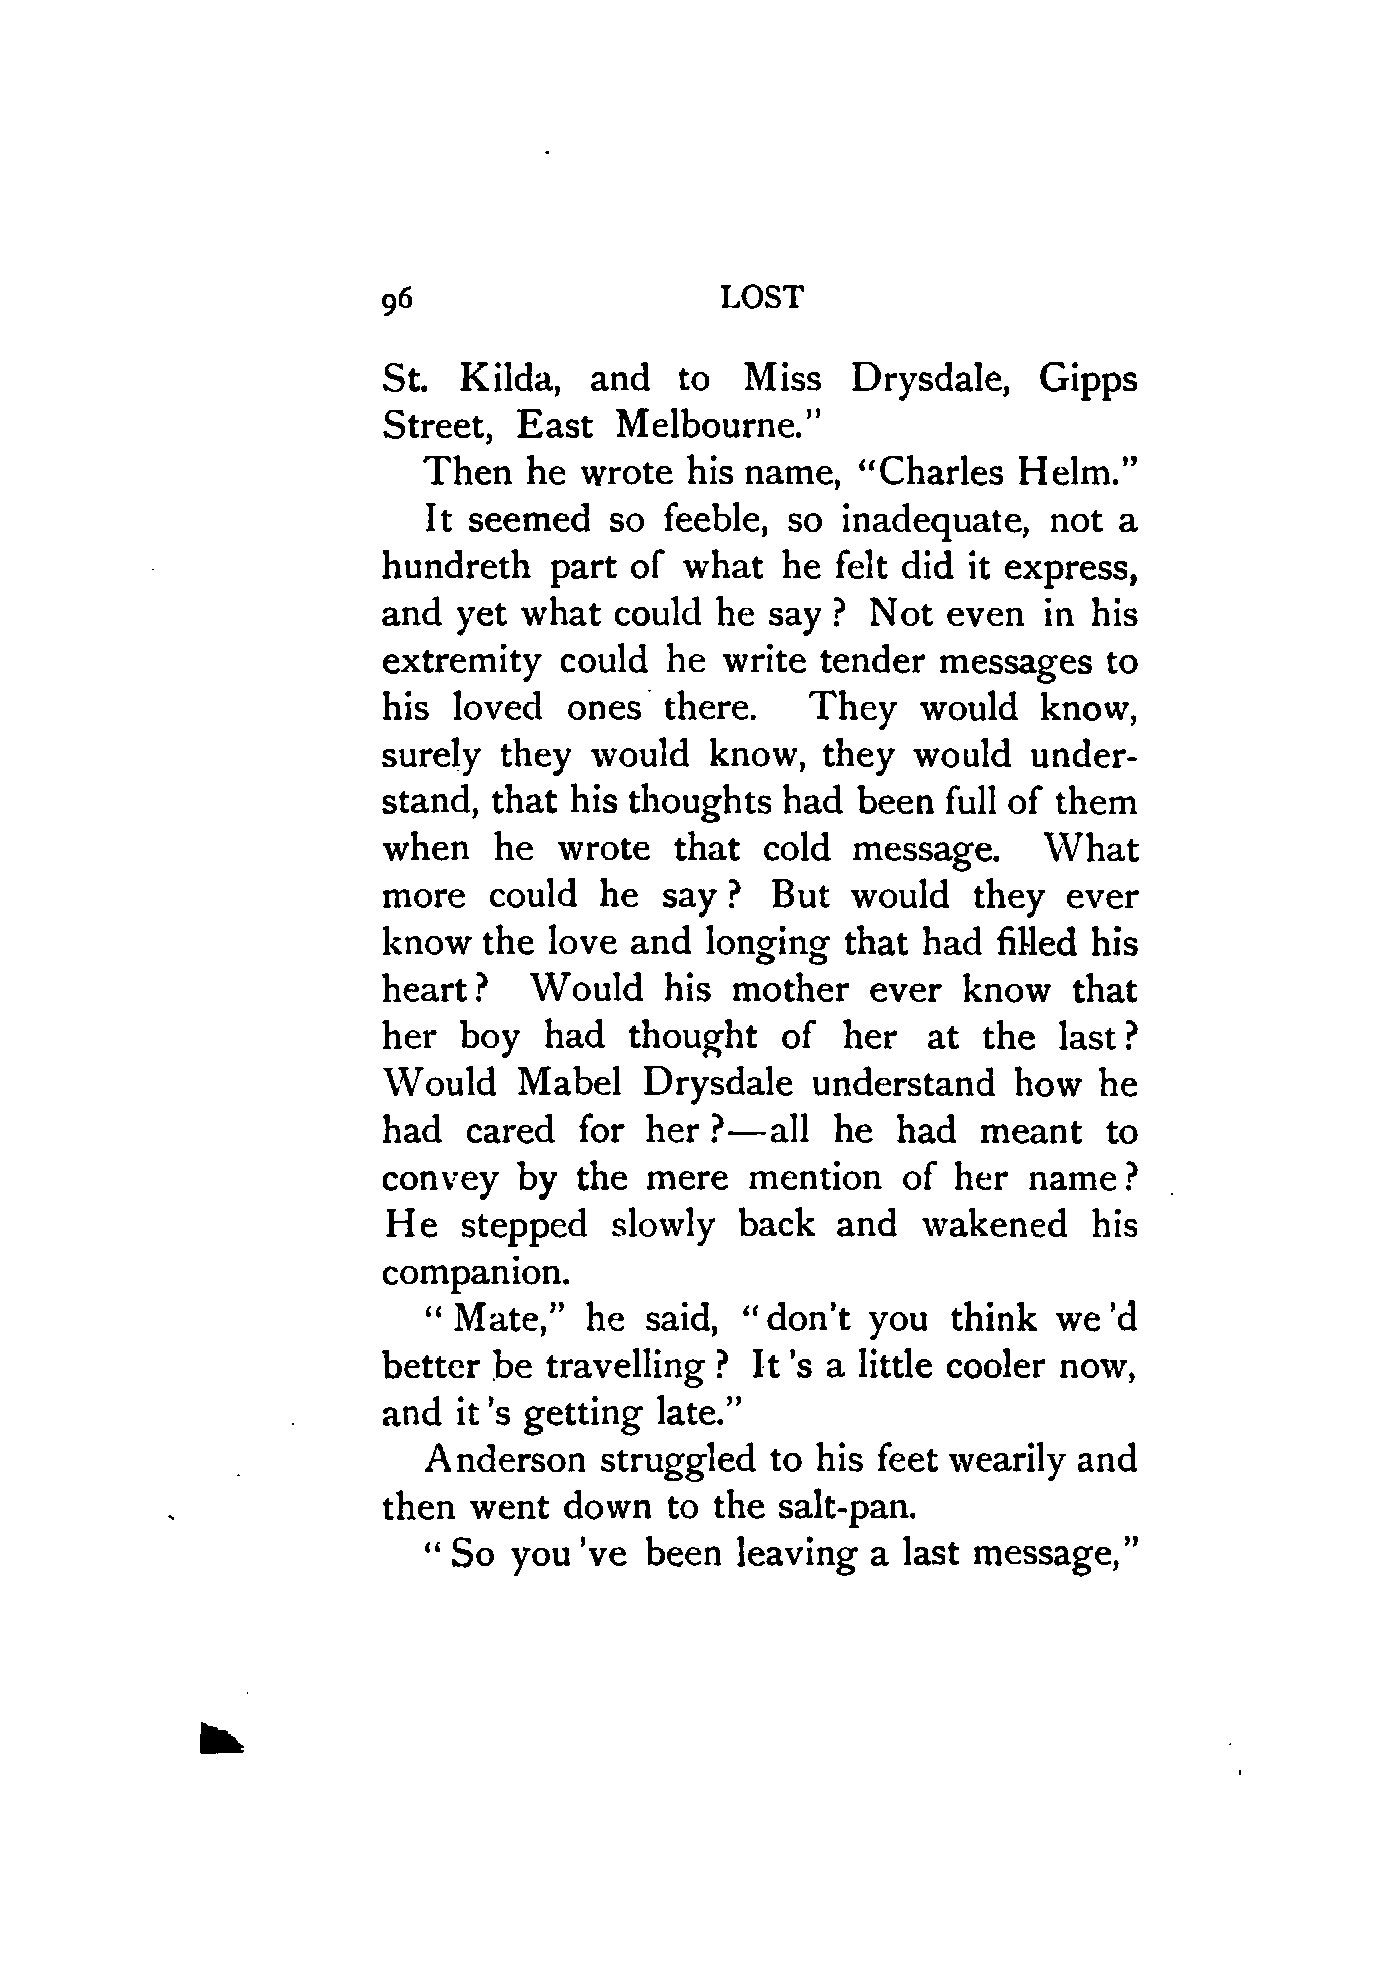 96 LOST
St. Kilda, and to Miss Drysdale, Gipps
Street, East Melbourne."
Then he wrote his name, "Charles Helm."
It seemed so feeble, so inadequate, not a
hundreth part of what he felt did it express,
and yet what could he say? Not even in his
extremity could he write tender messages to
his loved ones there. They would know,
surely they would know, they would under-
stand, that his thoughts had been full of them
when he wrote that cold message. What
more could he say? But would they ever
know the love and longing that had filled his
heart? Would his mother ever know that
her boy had thought of her at the last?
Would Mabel Drysdale understand how he
had cared for her?—all he had meant to
convey by the mere mention of her name?
He stepped slowly back and wakened his
companion.
"Mate," he said, "don't you think we'd
better be travelling? It's a little cooler now,
and it's getting late."
Anderson struggled to his feet wearily and
then went down to the salt-pan.
"So you've been leaving a last message,"